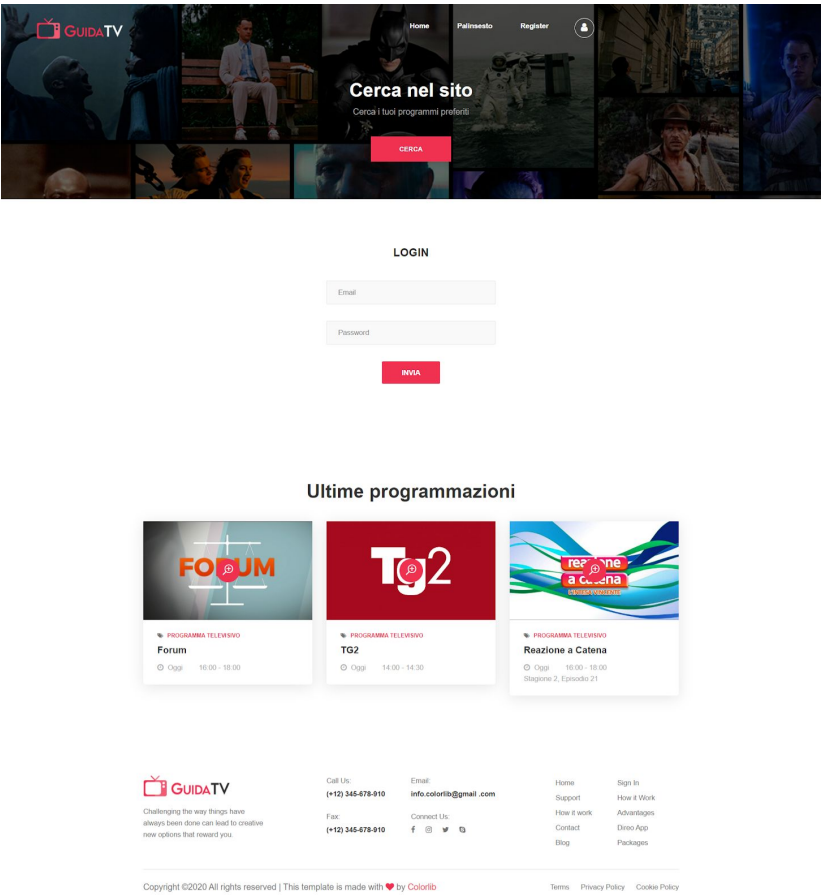 GUIDATV
Home Palinsesto Register
Cerca nel sito
Cerca i tuoi programmi preferiti
CERCA
LOGIN
Email
Password
INVIA
Ultime programmazioni
FORUM
PROGRAMMA TELEVISIVO
Forum
Oggi 16:00 - 18:00
Tg2
PROGRAMMA TELEVISIVO
TG2
Oggi 14:00 - 14:30
reazione
a catena
PROGRAMMA TELEVISIVO
Reazione a Catena
Oggi 16:00 - 18:00
Stagione 2, Episodio 21
GUIDATV
Challenging the way things have
always been done can lead to creative
new options that reward you.
Call Us:
(+12) 345-678-910
Fax:
(+12) 345-678-910
Email:
info.colorlib@gmail .com
Connect Us:
Home
Support
How it work
Contact
Blog
Sign In
How it Work
Advantages
Direo App
Packages
Copyright ©2020 All rights reserved | This template is made with ❤ by Colorlib
Terms Privacy Policy Cookie Policy